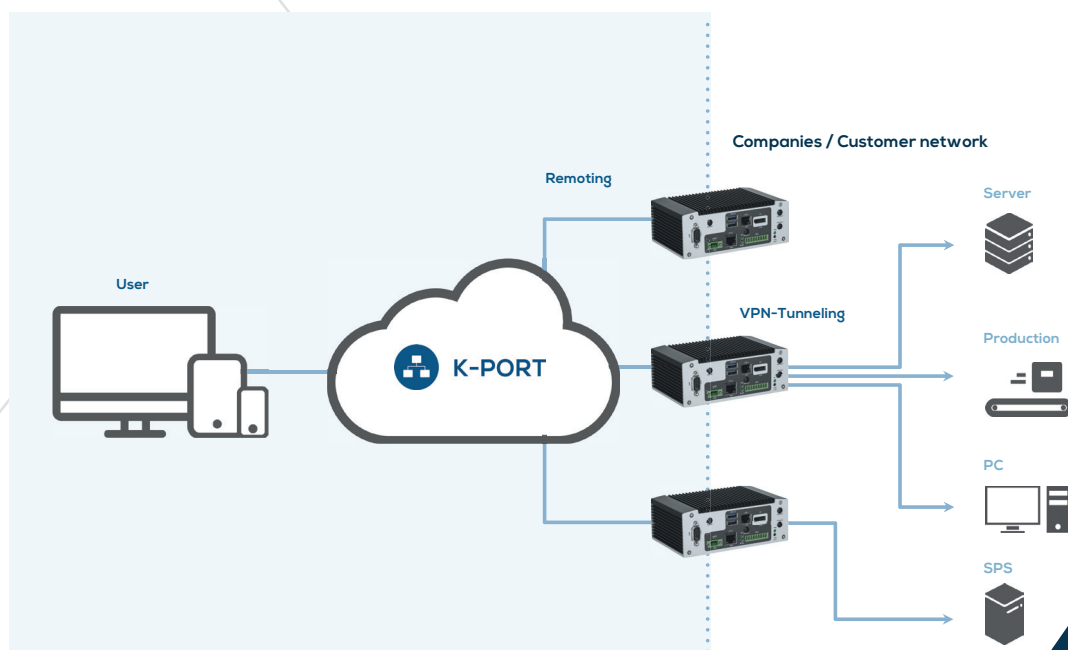 Companies / Customer network
Remoting
Server
User
VPN-Tunneling
Production
K-PORT
PC
SPS